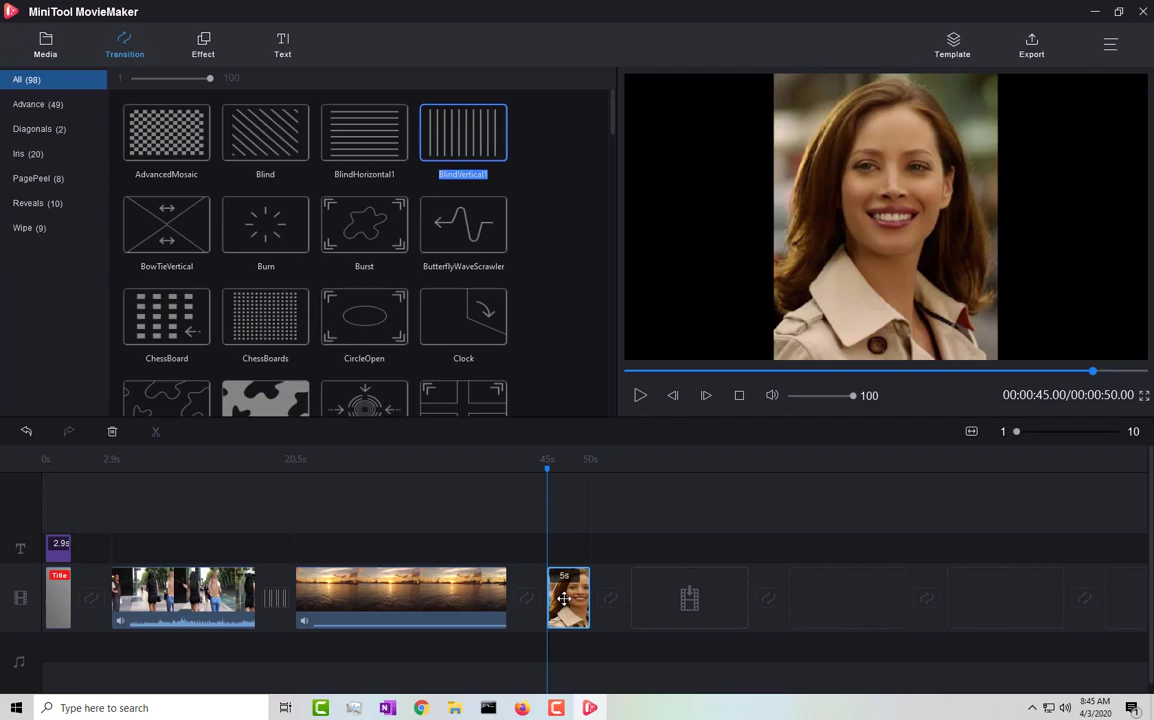 MiniTool MovieMaker
Media
Transition
Effect
Text
Template
Export
All (98)
1
100
Advance (49)
Diagonals (2)
Iris (20)
PagePeel (8)
Reveals (10)
Wipe (9)
AdvancedMosaic
Blind
BlindHorizontal1
BlindVertical1
BowTieVertical
Burn
Burst
ButterflyWaveScrawler
ChessBoard
ChessBoards
CircleOpen
Clock
100
00:00:45.00/00:00:50.00
1
10
0s
2.9s
20.5s
45s
50s
2.9s
Title
5s
Type here to search
8:45 AM
4/3/2020
1